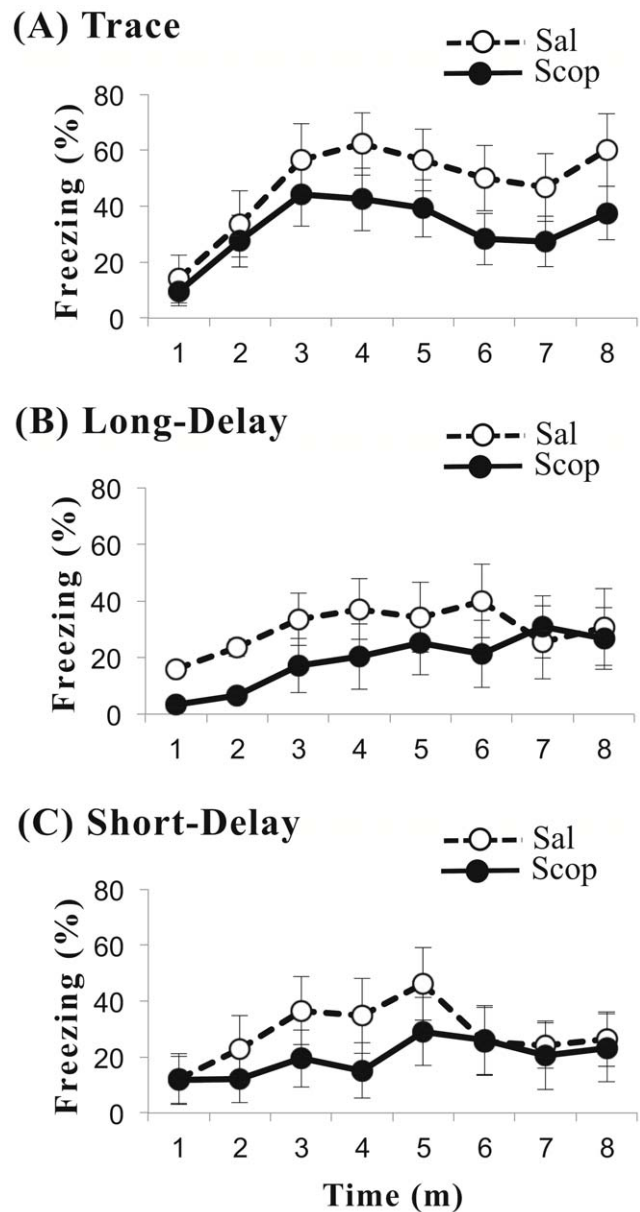 (A) Trace
Sal
Scop
Freezing (%)
80
60
40
20
0
1 2 3 4 5 6 7 8
(B) Long-Delay
Sal
Scop
Freezing (%)
80
60
40
20
0
1 2 3 4 5 6 7 8
(C) Short-Delay
Sal
Scop
Freezing (%)
80
60
40
20
0
1 2 3 4 5 6 7 8
Time (m)